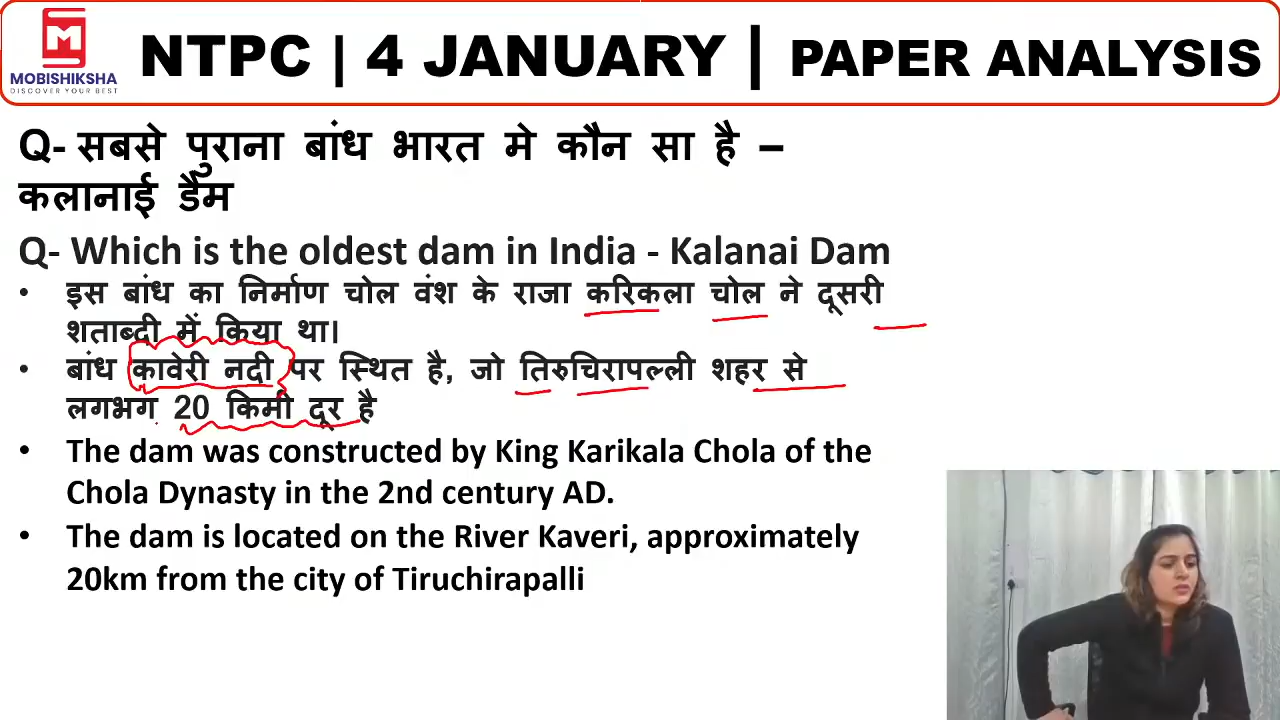 MOBISHIKSHA
DISCOVER YOUR BEST
NTPC | 4 JANUARY | PAPER ANALYSIS
Q- सबसे पुराना बांध भारत मे कौन सा है –
कलानाई डैम
Q- Which is the oldest dam in India - Kalanai Dam
• इस बांध का निर्माण चोल वंश के राजा करिकला चोल ने दूसरी
शताब्दी में किया था।
• बांध कावेरी नदी पर स्थित है, जो तिरुचिरापल्ली शहर से
लगभग 20 किमी दूर है
• The dam was constructed by King Karikala Chola of the
Chola Dynasty in the 2nd century AD.
• The dam is located on the River Kaveri, approximately
20km from the city of Tiruchirapalli